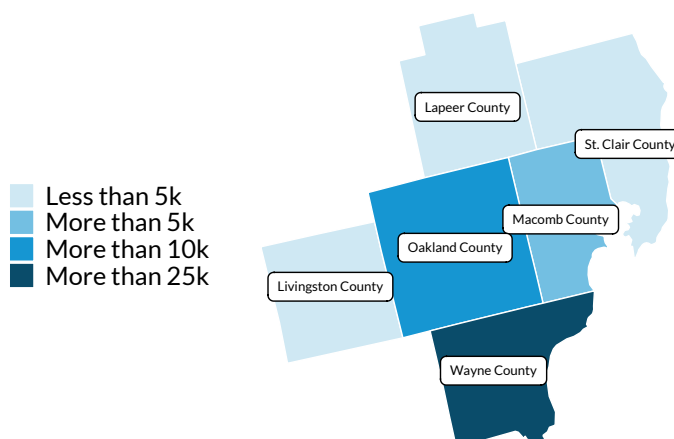 Lapeer County
St. Clair County
Less than 5k
More than 5k
More than 10k
More than 25k
Macomb County
Oakland County
Livingston County
Wayne County